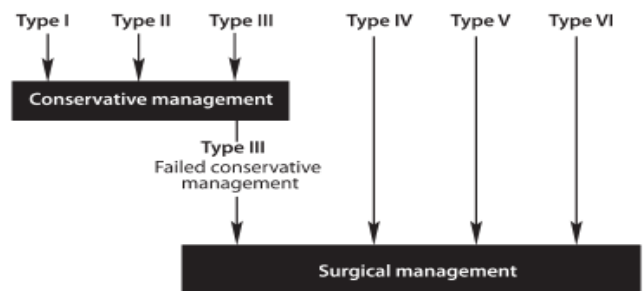 Type I Type II Type III Type IV Type V Type VI
Conservative management
Type III
Failed conservative
management
Surgical management